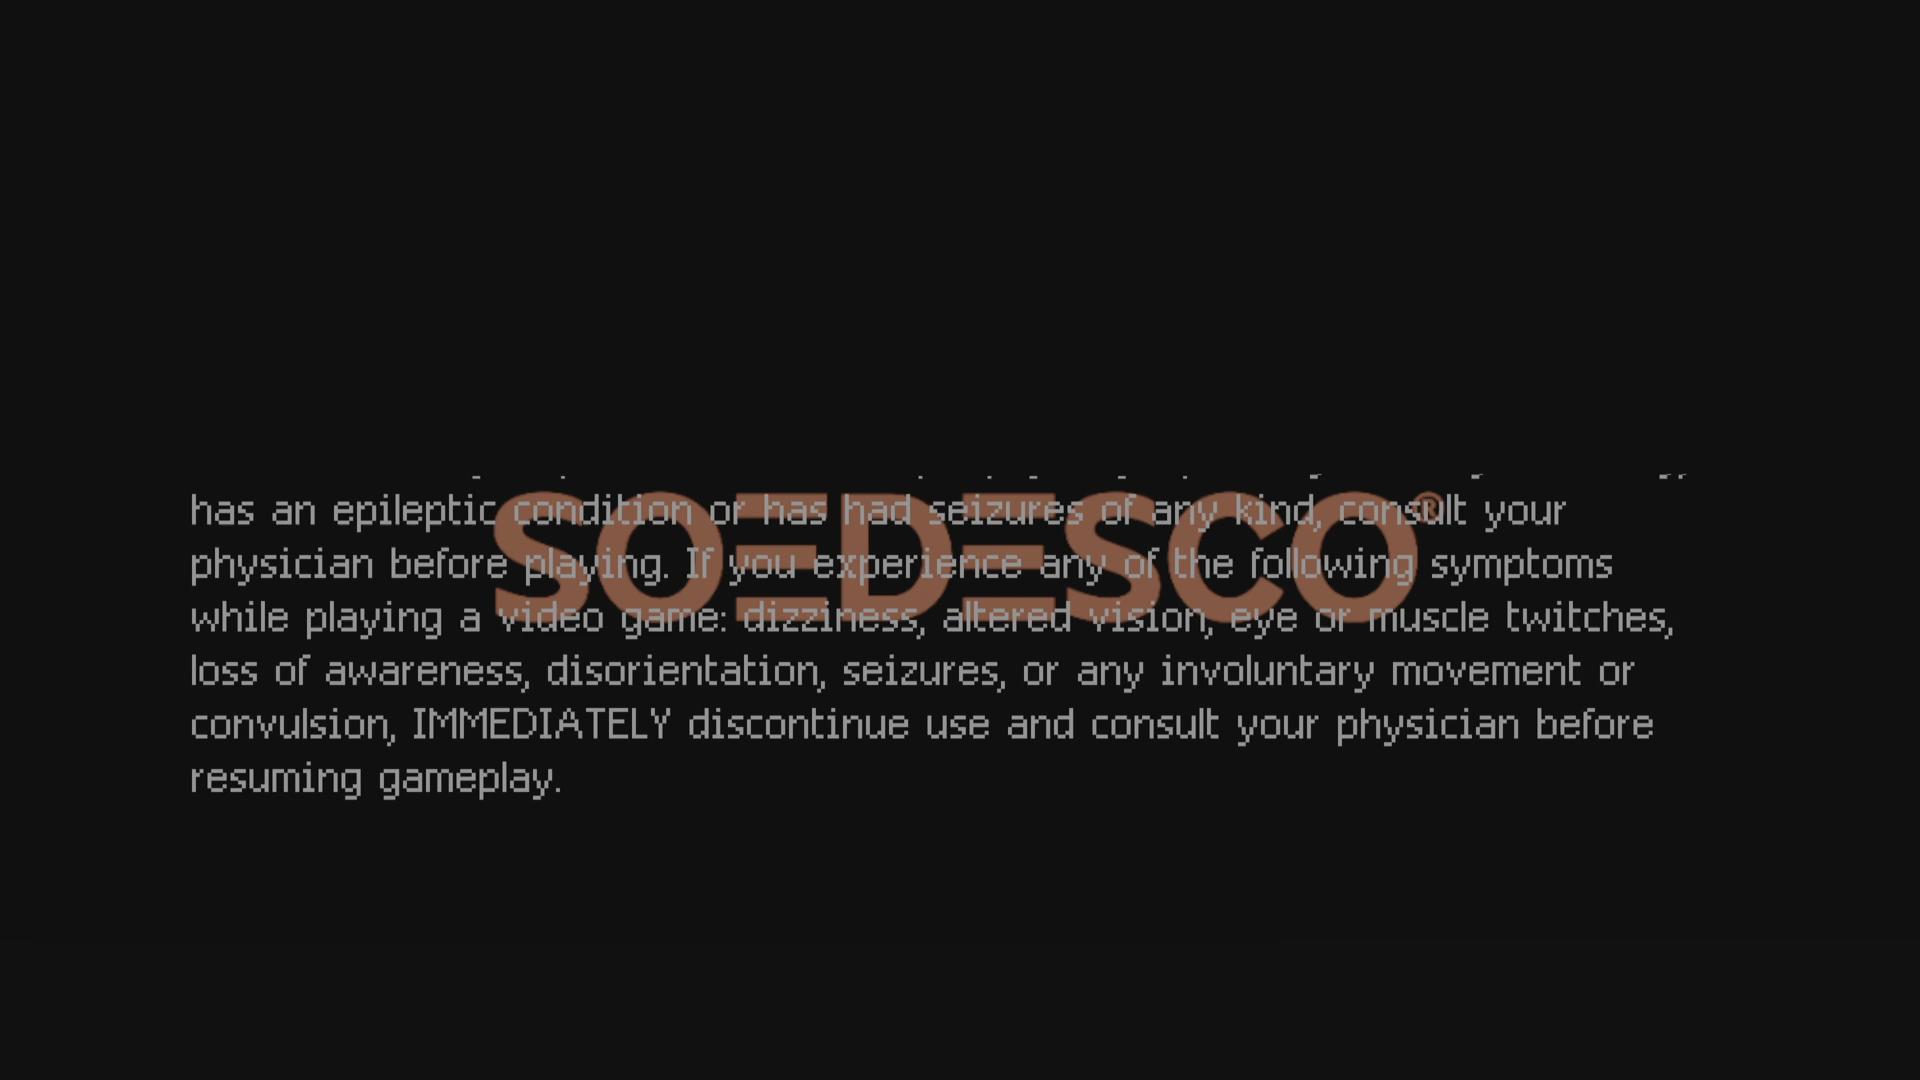 has an epileptic condition or has had seizures of any kind, consult your
physician before playing. If you experience any of the following symptoms
while playing a video game: dizziness, altered vision, eye or muscle twitches,
loss of awareness, disorientation, seizures, or any involuntary movement or
convulsion, IMMEDIATELY discontinue use and consult your physician before
resuming gameplay.
SOEDESCO®